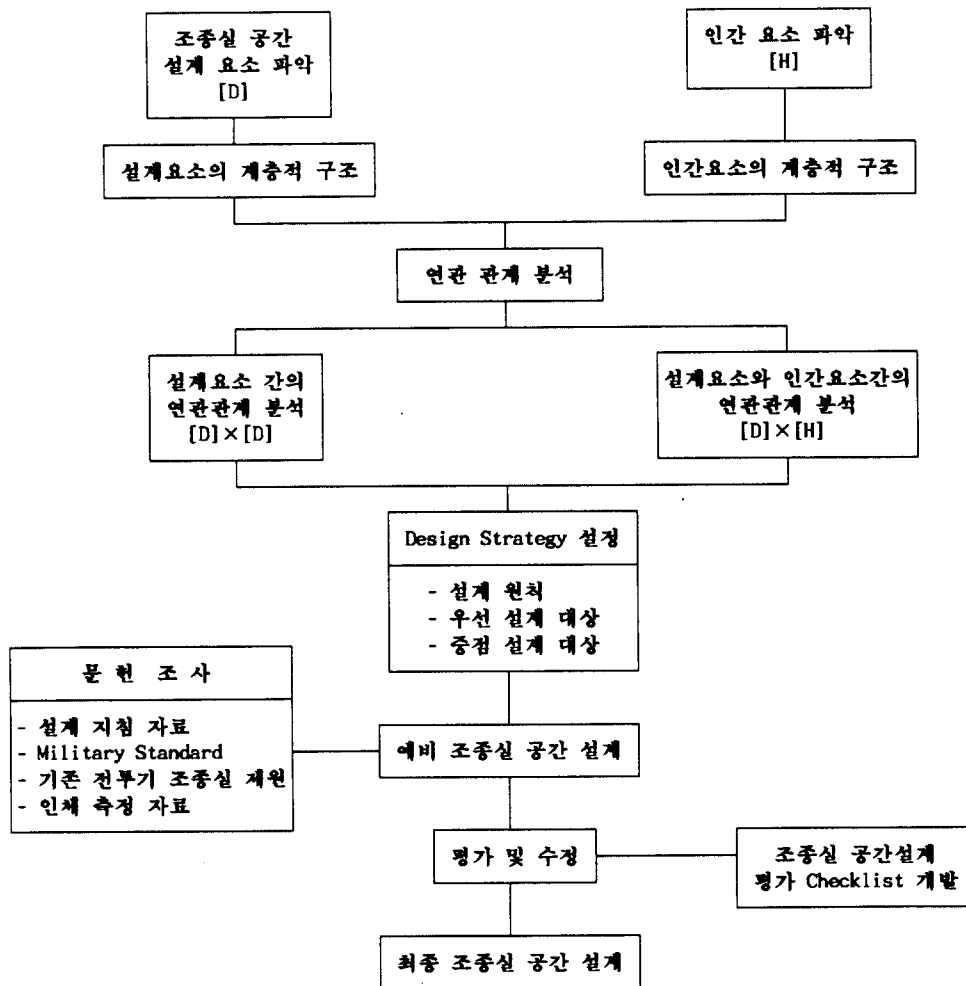 조종실 공간
설계 요소 파악
[D]
인간 요소 파악
[H]
설계요소의 계층적 구조
인간요소의 계층적 구조
연관 관계 분석
설계요소 간의
연관관계 분석
[D]×[D]
설계요소와 인간요소간의
연관관계 분석
[D]×[H]
Design Strategy 설정
- 설계 원칙
- 우선 설계 대상
- 중점 설계 대상
문 헌 조 사
- 설계 지침 자료
- Military Standard
- 기존 전투기 조종실 제원
- 인체 측정 자료
예비 조종실 공간 설계
평가 및 수정
조종실 공간설계
평가 Checklist 개발
최종 조종실 공간 설계